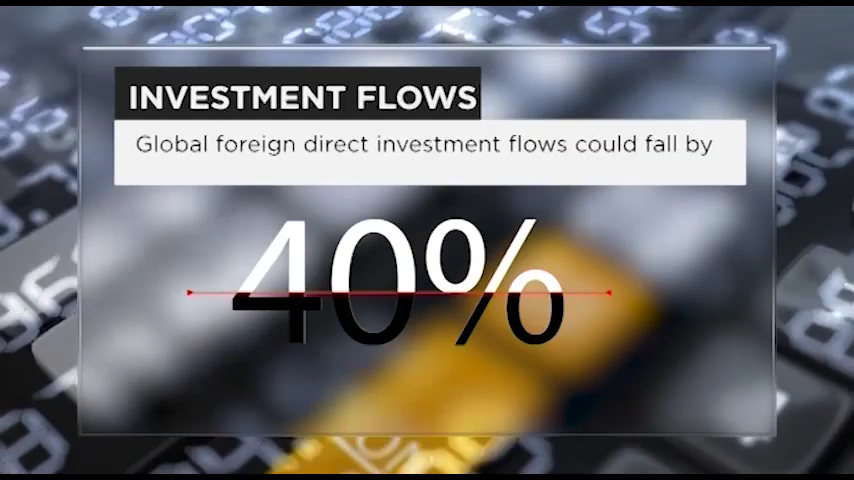 INVESTMENT FLOWS
Global foreign direct investment flows could fall by
40%